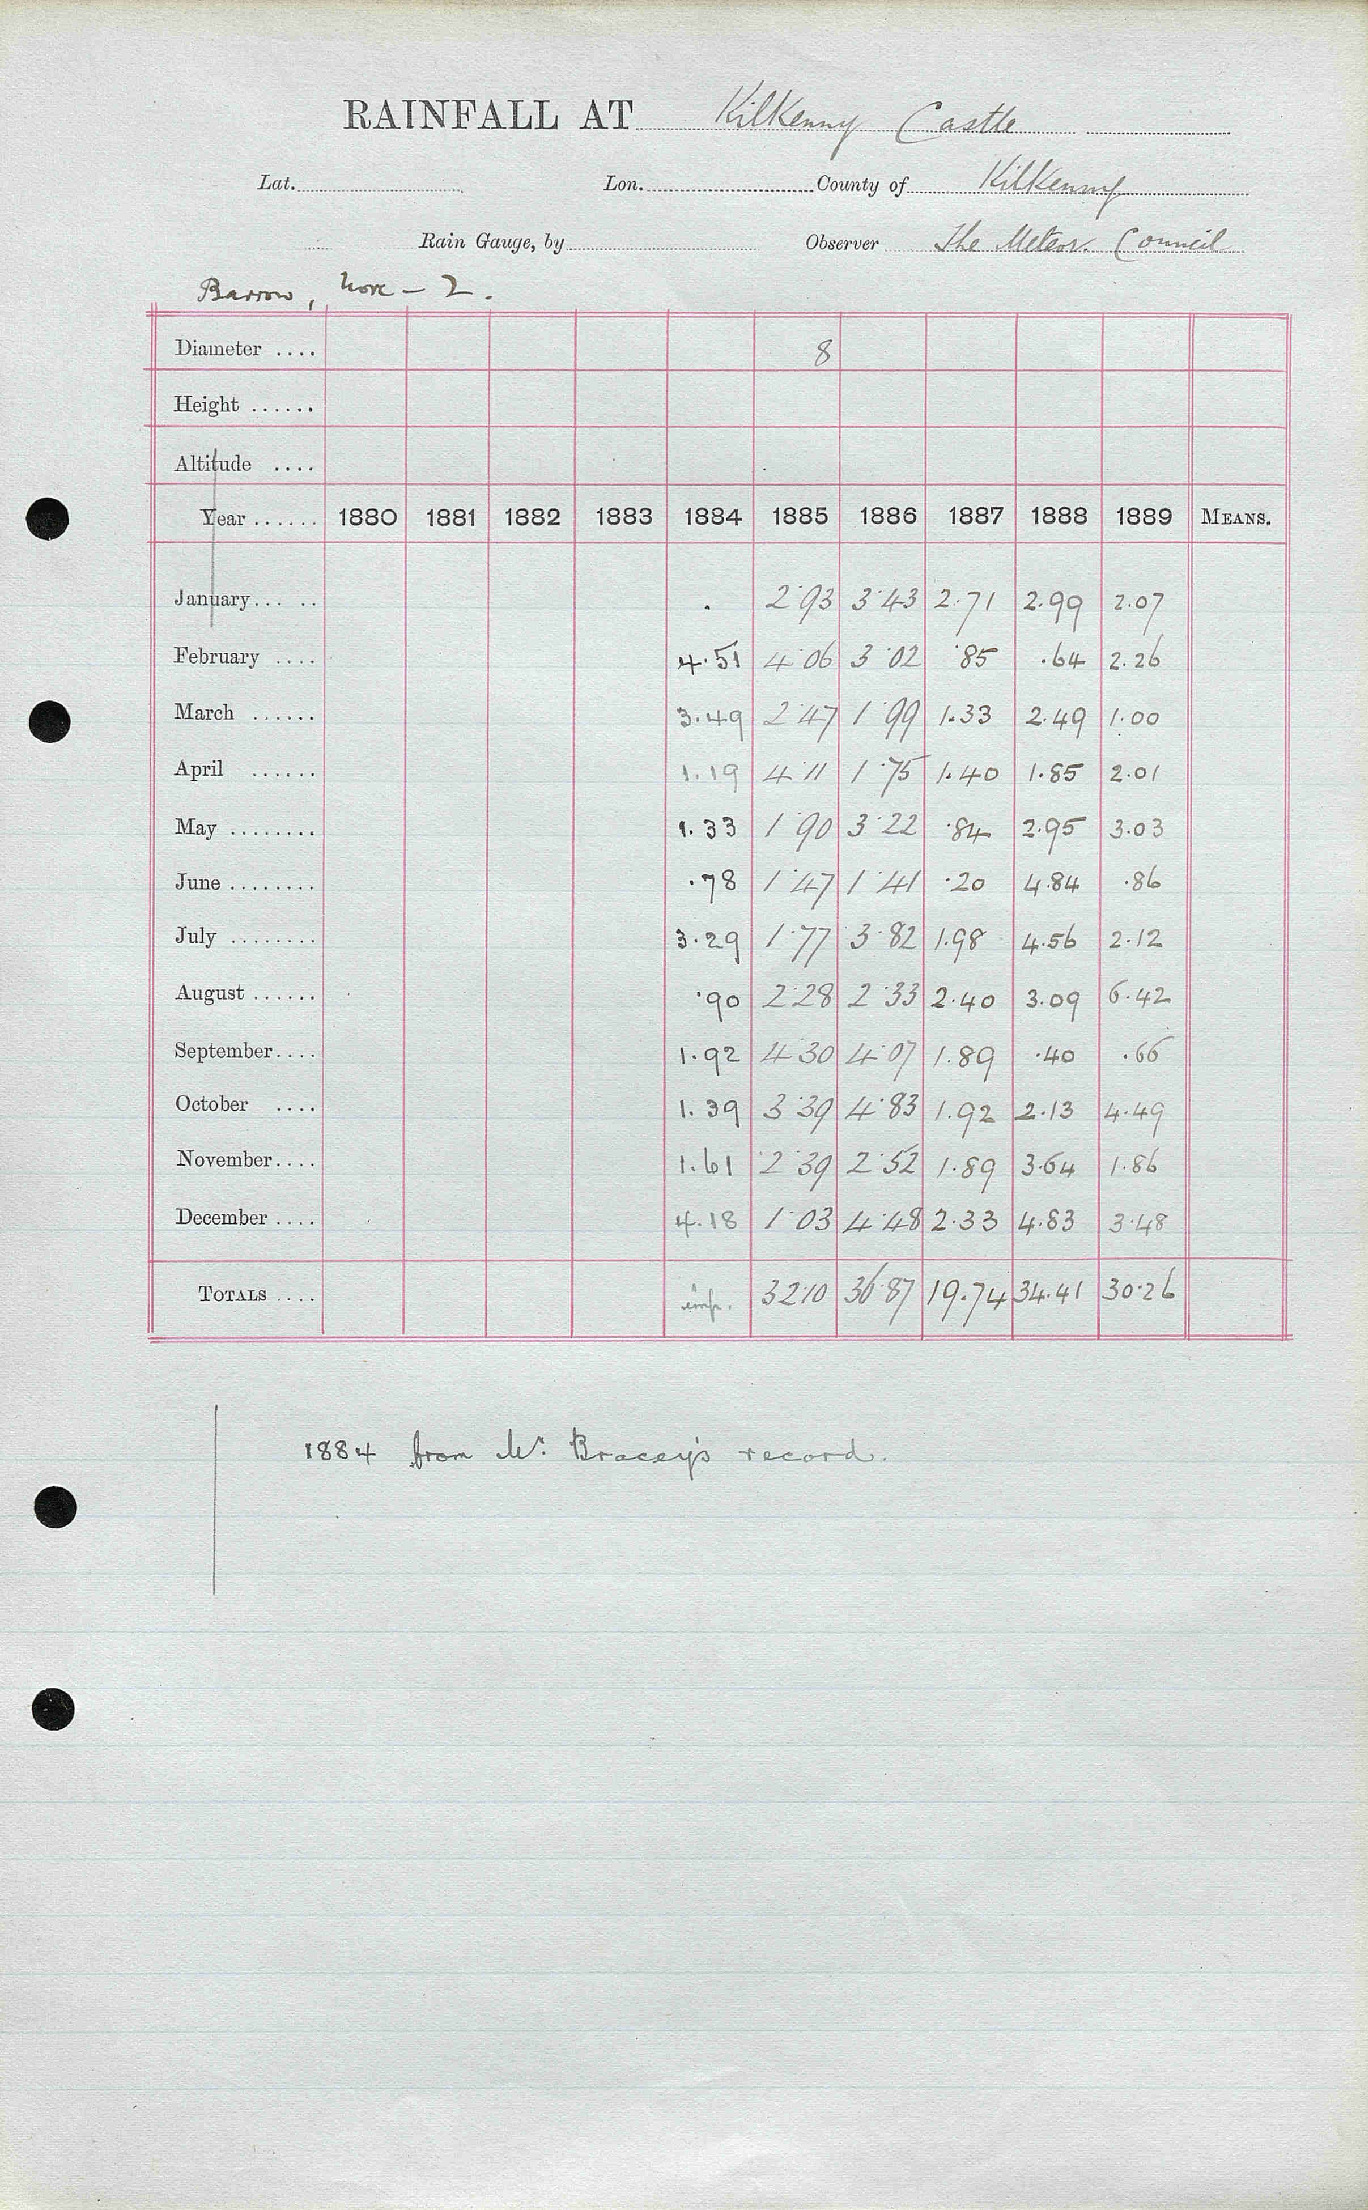 RAINFALL AT Kilkenny Castle
Lat. Lon. County of Kilkenny
Rain Gauge, by Observer The Meteor. Council
Barrow, Nore - 2.
Diameter .... 8
Height ......
Altitude ....
Year ...... 1880 1881 1882 1883 1884 1885 1886 1887 1888 1889 MEANS.
January... .. . 2.93 3.43 2.71 2.99 2.07
February .... 4.51 4.06 3.02 .85 .64 2.26
March ...... 3.49 2.47 1.99 1.33 2.49 1.00
April ...... 1.19 4.11 1.75 1.40 1.85 2.01
May ........ 1.33 1.90 3.22 .84 2.95 3.03
June ........ .78 1.47 1.41 .20 4.84 .86
July ........ 3.29 1.77 3.82 1.98 4.56 2.12
August ...... .90 2.28 2.33 2.40 3.09 6.42
September.... 1.92 4.30 4.07 1.89 .40 .66
October .... 1.39 3.39 4.83 1.92 2.13 4.49
November.... 1.61 2.39 2.52 1.89 3.64 1.86
December .... 4.18 1.03 4.48 2.33 4.83 3.48
TOTALS .... imp. 32.10 36.87 19.74 34.41 30.26
1884 from Mr. Bracey's record.